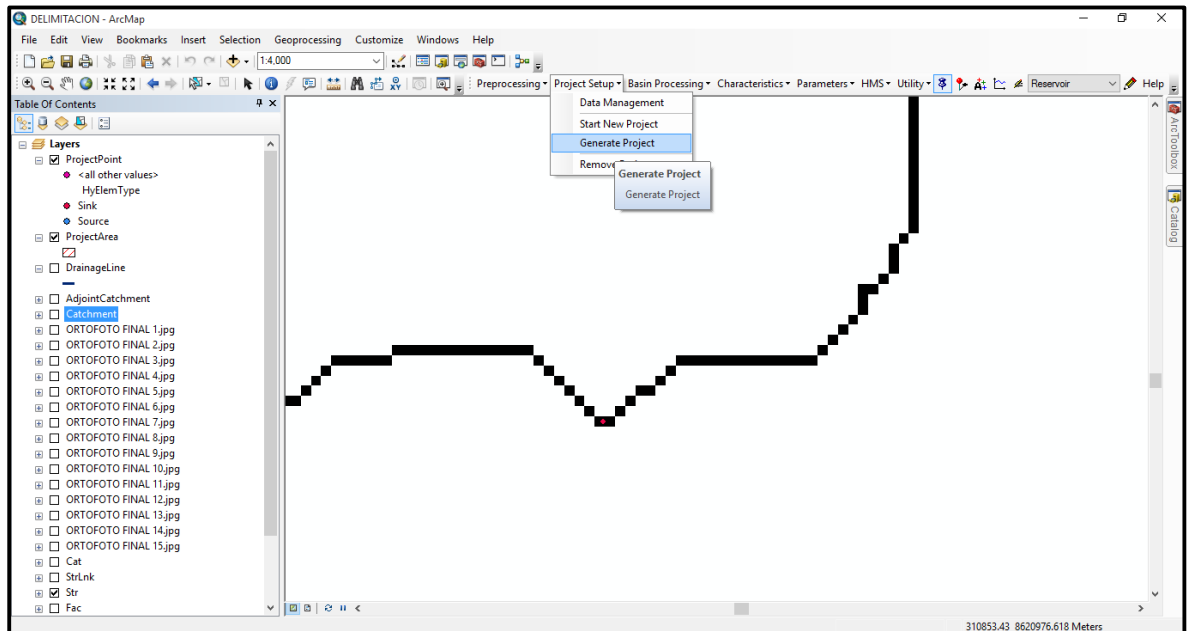 DELIMITACION - ArcMap
File Edit View Bookmarks Insert Selection Geoprocessing Customize Windows Help
1:4,000
Preprocessing Project Setup Basin Processing Characteristics Parameters HMS Utility Reservoir Help
Table Of Contents
Data Management
Start New Project
Generate Project
Remove
Generate Project
Generate Project
Layers
ProjectPoint
<all other values>
HyElemType
Sink
Source
ProjectArea
DrainageLine
AdjointCatchment
Catchment
ORTOFOTO FINAL 1.jpg
ORTOFOTO FINAL 2.jpg
ORTOFOTO FINAL 3.jpg
ORTOFOTO FINAL 4.jpg
ORTOFOTO FINAL 5.jpg
ORTOFOTO FINAL 6.jpg
ORTOFOTO FINAL 7.jpg
ORTOFOTO FINAL 8.jpg
ORTOFOTO FINAL 9.jpg
ORTOFOTO FINAL 10.jpg
ORTOFOTO FINAL 11.jpg
ORTOFOTO FINAL 12.jpg
ORTOFOTO FINAL 13.jpg
ORTOFOTO FINAL 14.jpg
ORTOFOTO FINAL 15.jpg
Cat
StrLnk
Str
Fac
ArcToolbox
Catalog
310853.43 8620976.618 Meters